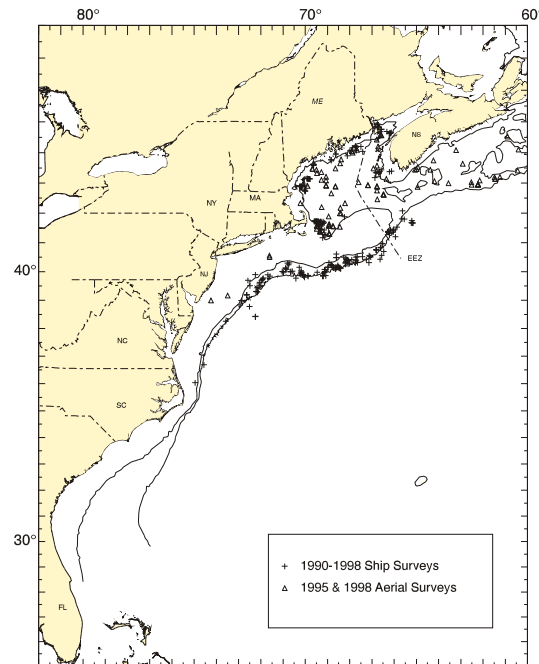 80° 70° 60
ME
NS
NY MA
EEZ
40° NJ
NC
SC
30°
+ 1990-1998 Ship Surveys
△ 1995 & 1998 Aerial Surveys
FL